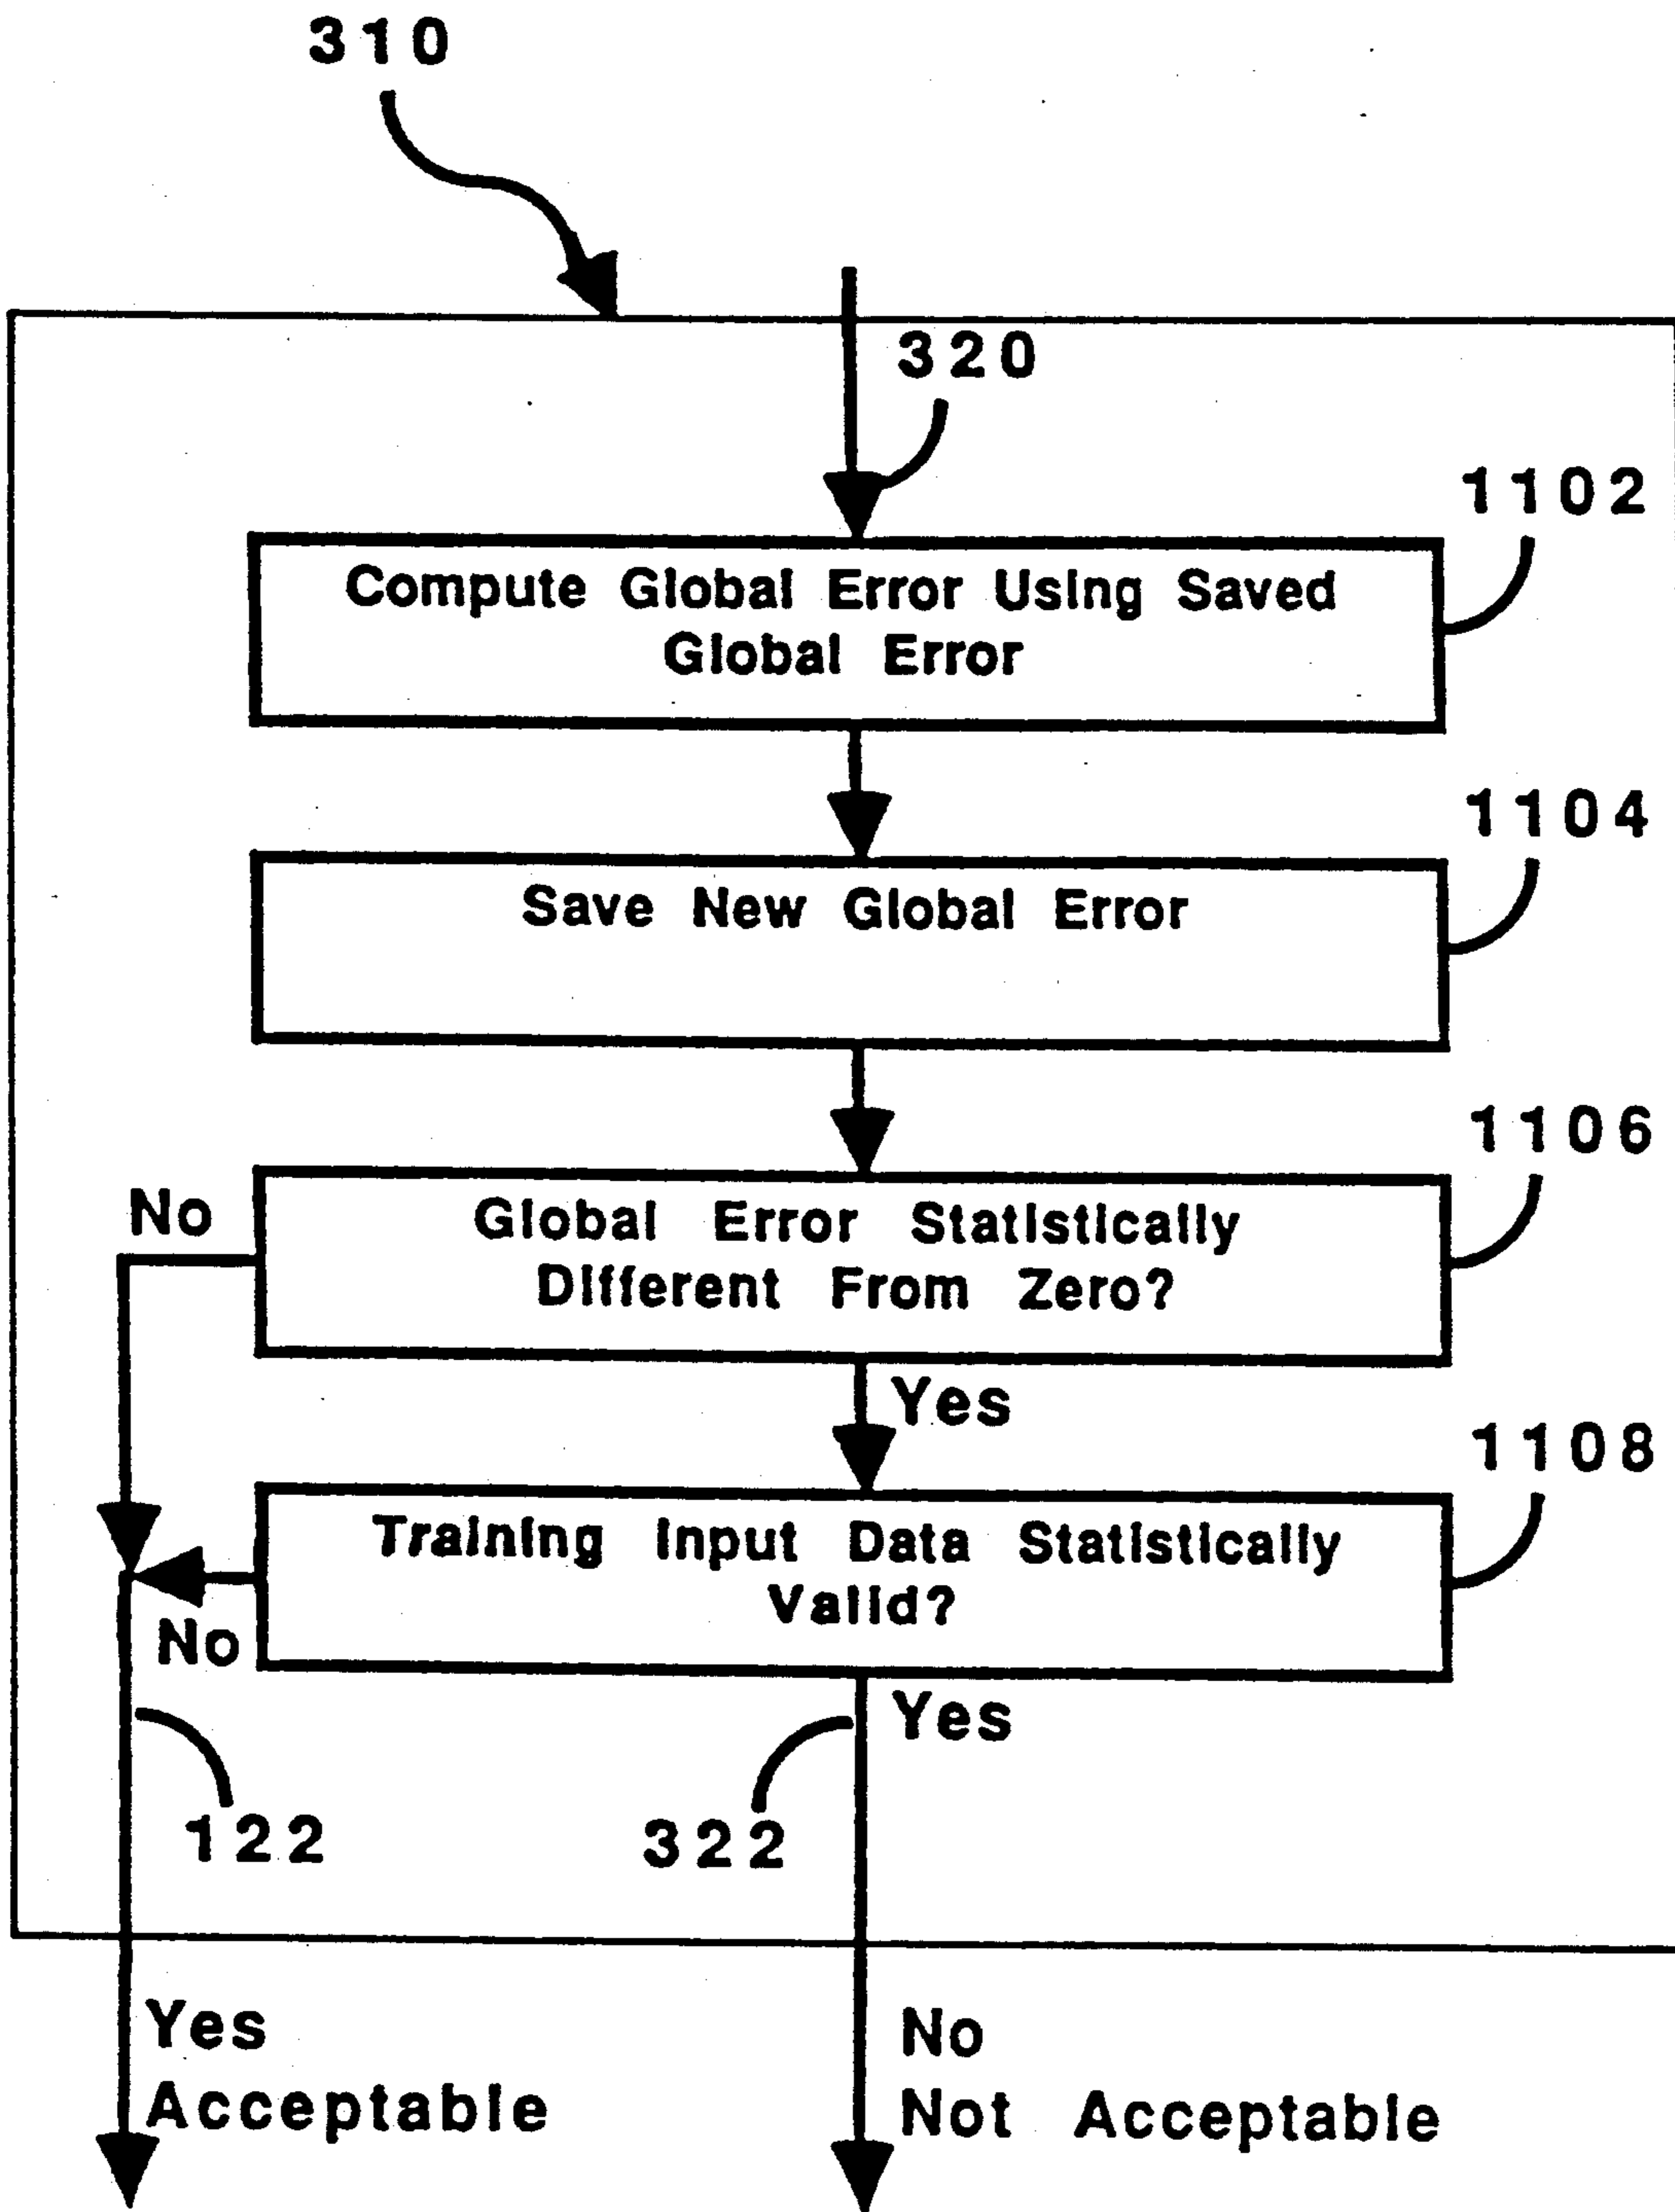 310
320
1102
Compute Global Error Using Saved
Global Error
1104
Save New Global Error
1106
No
Global Error Statistically
Different From Zero?
Yes
1108
Training Input Data Statistically
Valid?
No
Yes
122
322
Yes
Acceptable
No
Not Acceptable